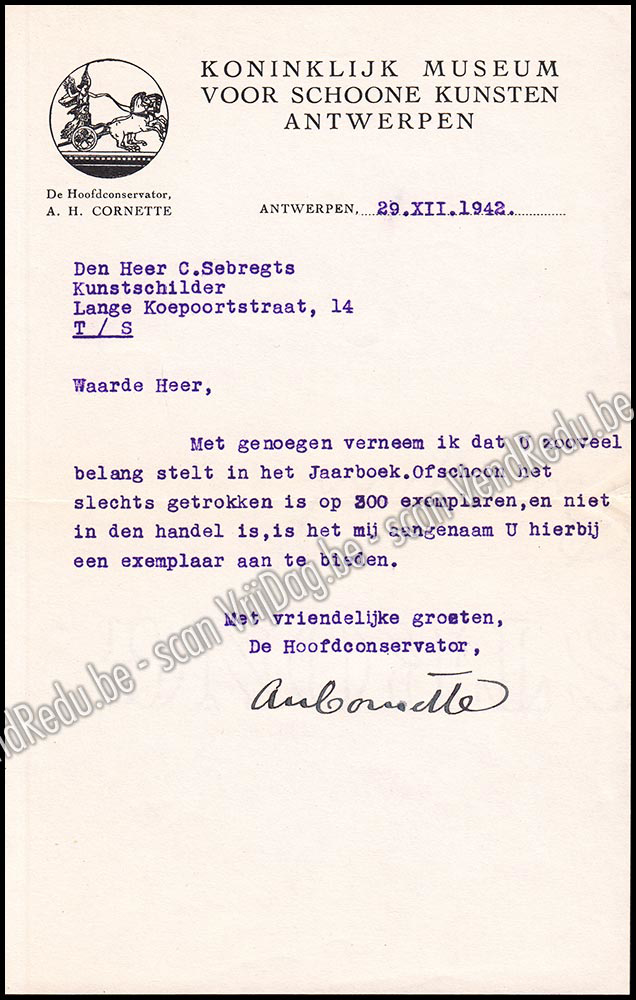 KONINKLIJK MUSEUM
VOOR SCHOONE KUNSTEN
ANTWERPEN
De Hoofdconservator,
A. H. CORNETTE
ANTWERPEN, 29.XII.1942.
Den Heer C.Sebregts
Kunstschilder
Lange Koepoortstraat, 14
T / S
Waarde Heer,
Met genoegen verneem ik dat U zooveel
belang stelt in het Jaarboek.Ofschoon het
slechts getrokken is op 300 exemplaren,en niet
in den handel is,is het mij aangenaam U hierbij
een exemplaar aan te bieden.
Met vriendelijke groeten,
De Hoofdconservator,
AHCornette
VendRedu.be - scan VrijDag.be - scan VendRedu.be